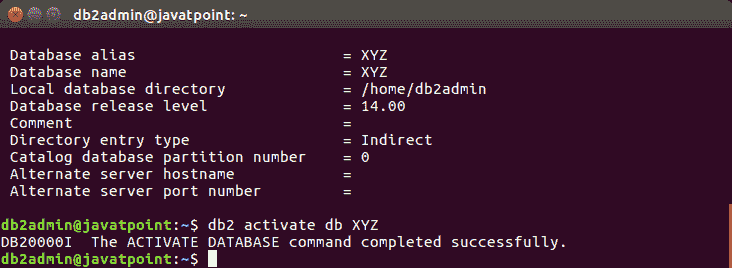 db2admin@javatpoint: ~
Database alias = XYZ
Database name = XYZ
Local database directory = /home/db2admin
Database release level = 14.00
Comment =
Directory entry type = Indirect
Catalog database partition number = 0
Alternate server hostname =
Alternate server port number =
db2admin@javatpoint:~$ db2 activate db XYZ
DB20000I  The ACTIVATE DATABASE command completed successfully.
db2admin@javatpoint:~$